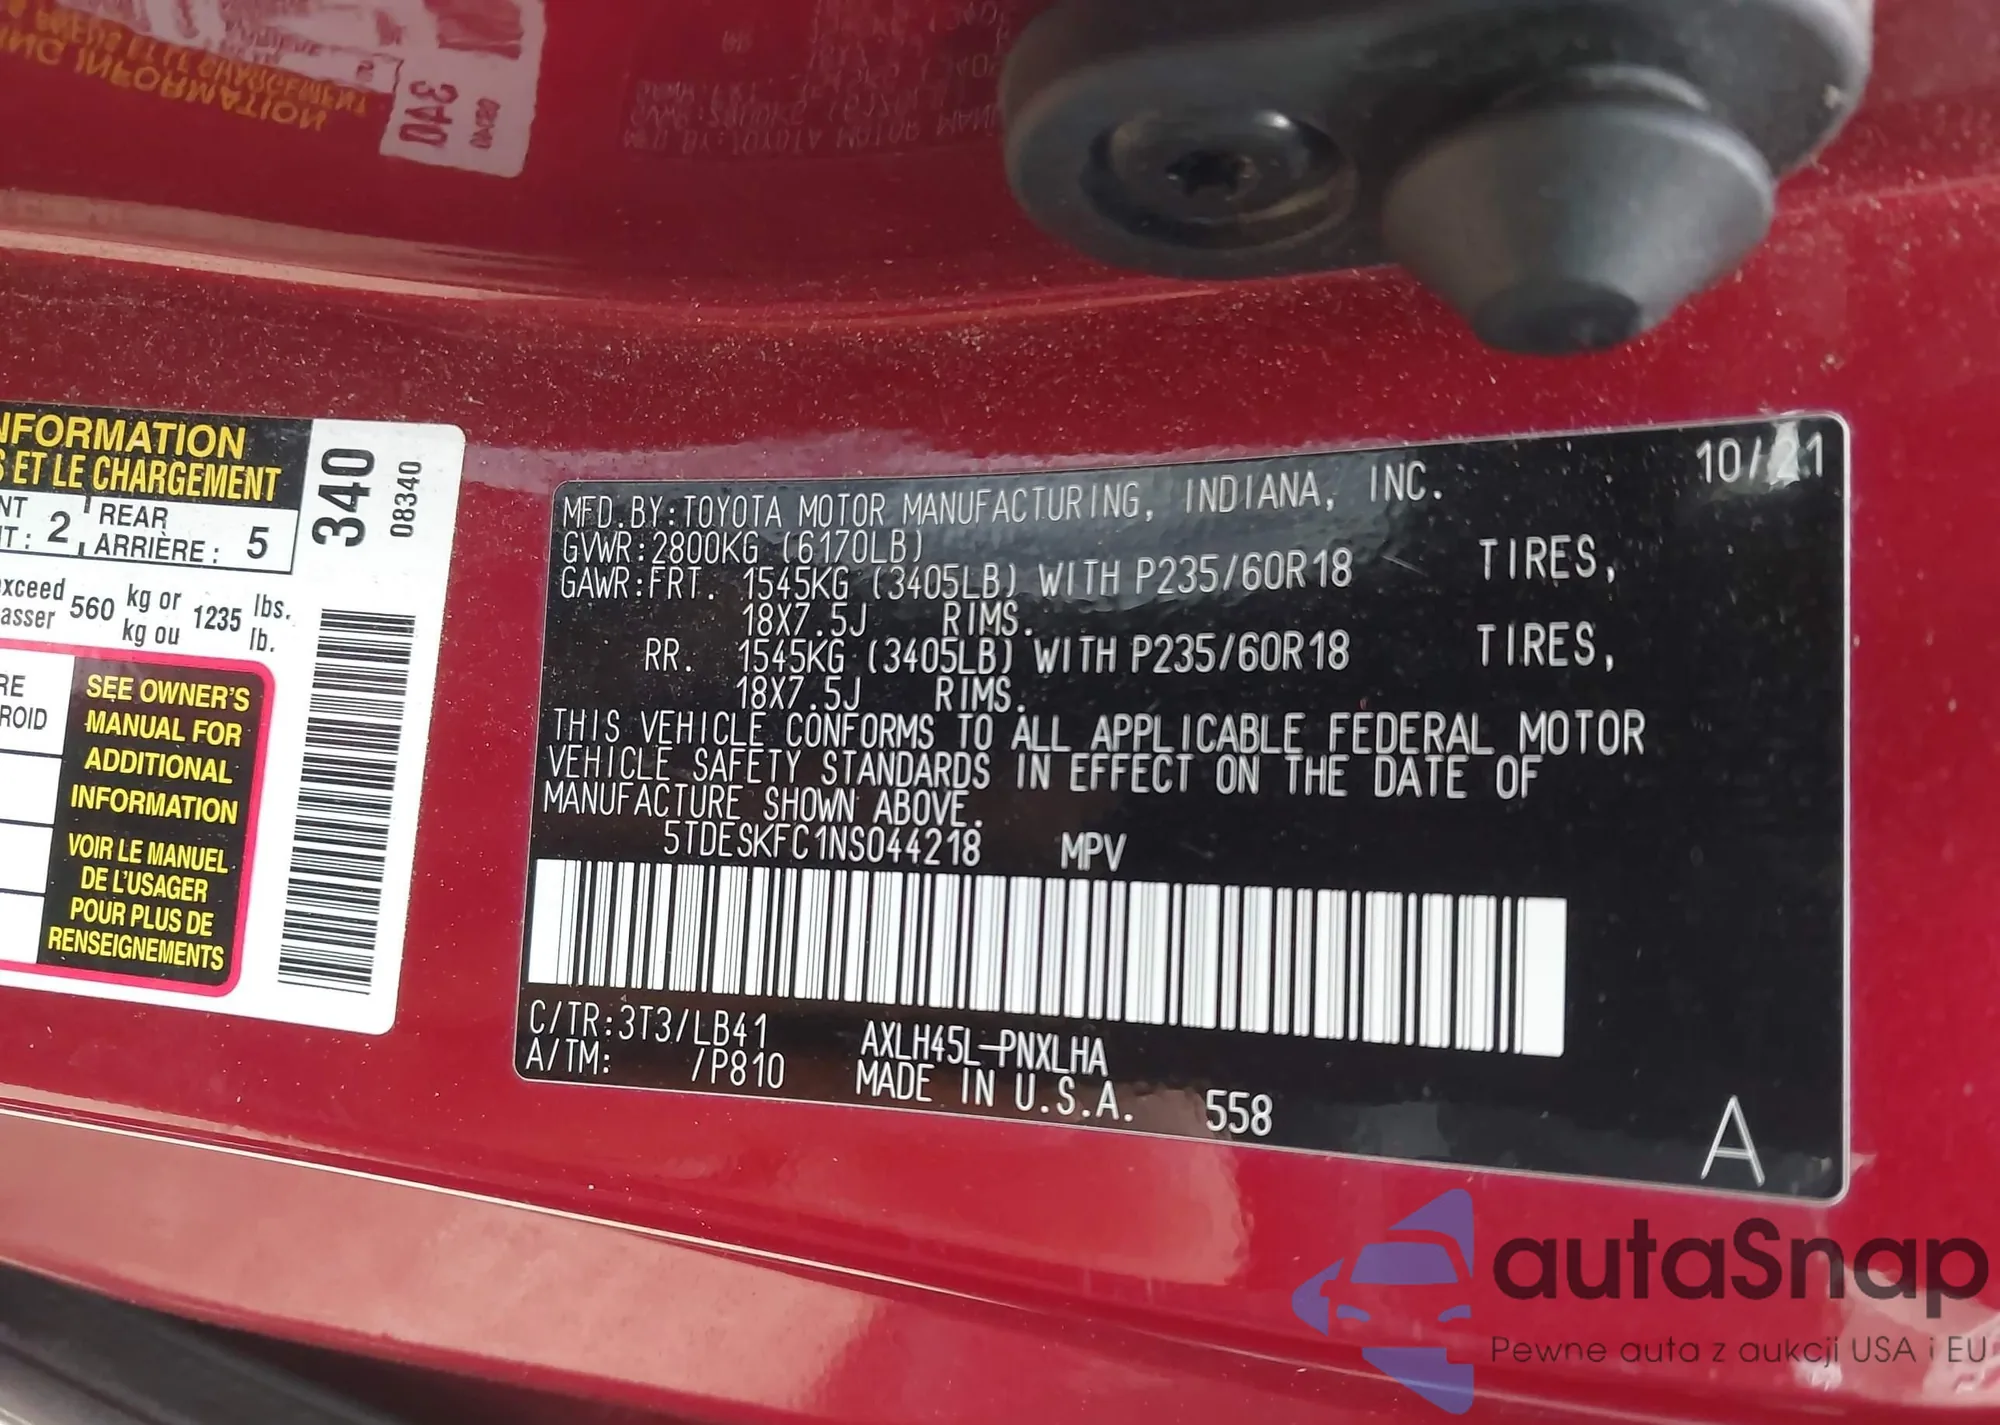 INFORMATION
S ET LE CHARGEMENT
NT
NT : 2
REAR
ARRIÈRE : 5
exceed 560 kg or 1235 lbs.
asser kg ou lb.
340
08340
RE
ROID
SEE OWNER'S
MANUAL FOR
ADDITIONAL
INFORMATION
VOIR LE MANUEL
DE L'USAGER
POUR PLUS DE
RENSEIGNEMENTS
10/21
MFD.BY:TOYOTA MOTOR MANUFACTURING, INDIANA, INC.
GVWR:2800KG (6170LB)
GAWR:FRT. 1545KG (3405LB) WITH P235/60R18 TIRES,
18X7.5J RIMS.
RR. 1545KG (3405LB) WITH P235/60R18 TIRES,
18X7.5J RIMS.
THIS VEHICLE CONFORMS TO ALL APPLICABLE FEDERAL MOTOR
VEHICLE SAFETY STANDARDS IN EFFECT ON THE DATE OF
MANUFACTURE SHOWN ABOVE.
5TDESKFC1NS044218 MPV
C/TR:3T3/LB41 AXLH45L-PNXLHA
A/TM: /P810 MADE IN U.S.A. 558
A
autaSnap
Pewne auta z aukcji USA i EU